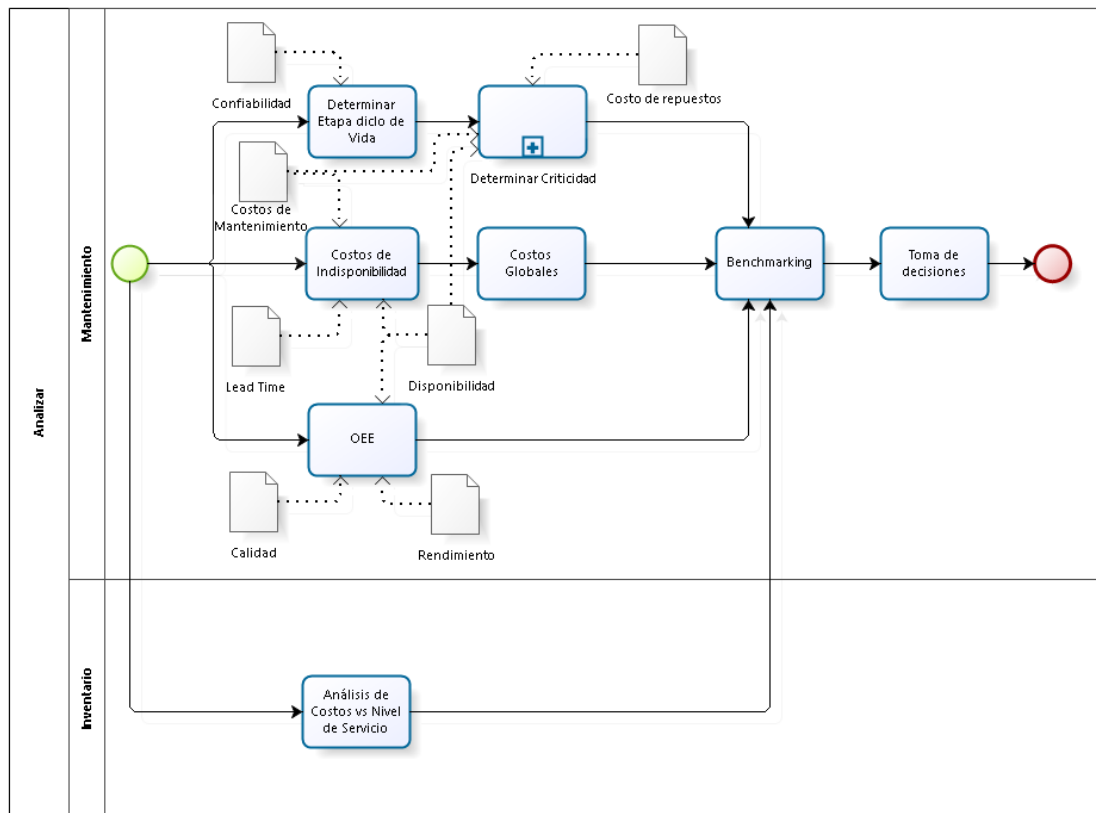 Analizar
Mantenimiento
Confiabilidad
Determinar
Etapa diclo de
Vida
Costo de repuestos
Determinar Criticidad
Costos de
Mantenimiento
Costos de
Indisponibilidad
Costos
Globales
Benchmarking
Toma de
decisiones
Lead Time
Disponibilidad
OEE
Calidad
Rendimiento
Inventario
Análisis de
Costos vs Nivel
de Servicio